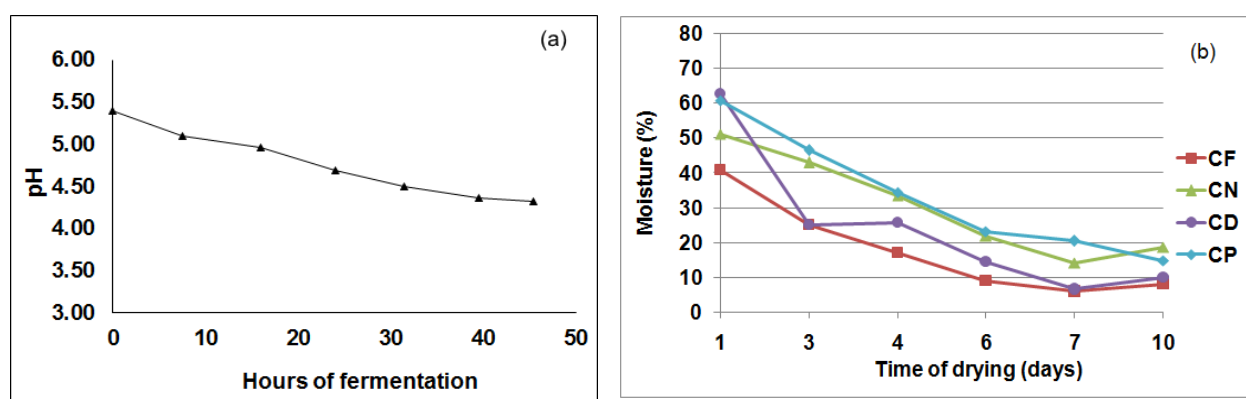 (a)
6.00
5.50
5.00
4.50
4.00
3.50
3.00
pH
0 10 20 30 40 50
Hours of fermentation
(b)
80
70
60
50
40
30
20
10
0
Moisture (%)
1 3 4 6 7 10
Time of drying (days)
CF
CN
CD
CP